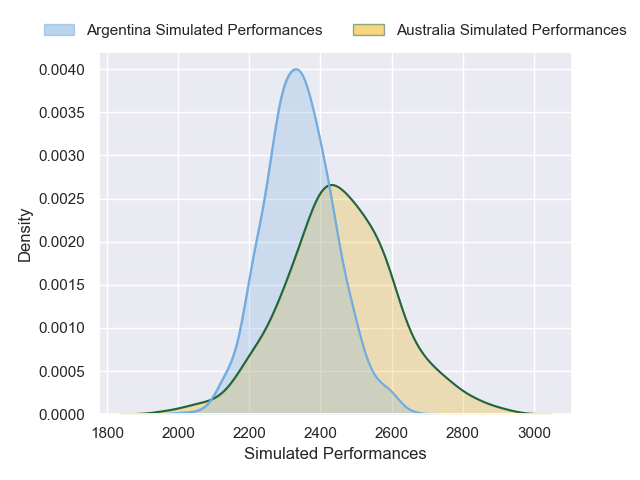 Argentina Simulated Performances Australia Simulated Performances
0.0040
0.0035
0.0030
0.0025
0.0020
0.0015
0.0010
0.0005
0.0000
Density
1800 2000 2200 2400 2600 2800 3000
Simulated Performances